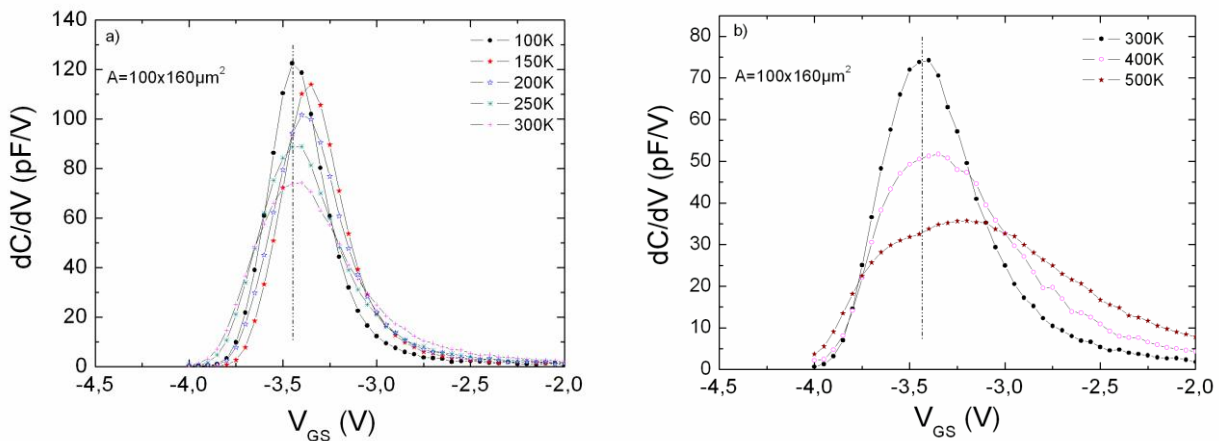 a)
A=100x160µm²
100K
150K
200K
250K
300K
140
120
100
80
60
40
20
0
dC/dV (pF/V)
-4,5 -4,0 -3,5 -3,0 -2,5 -2,0
V_GS (V)
b)
A=100x160µm²
300K
400K
500K
80
70
60
50
40
30
20
10
0
dC/dV (pF/V)
-4,5 -4,0 -3,5 -3,0 -2,5 -2,0
V_GS (V)